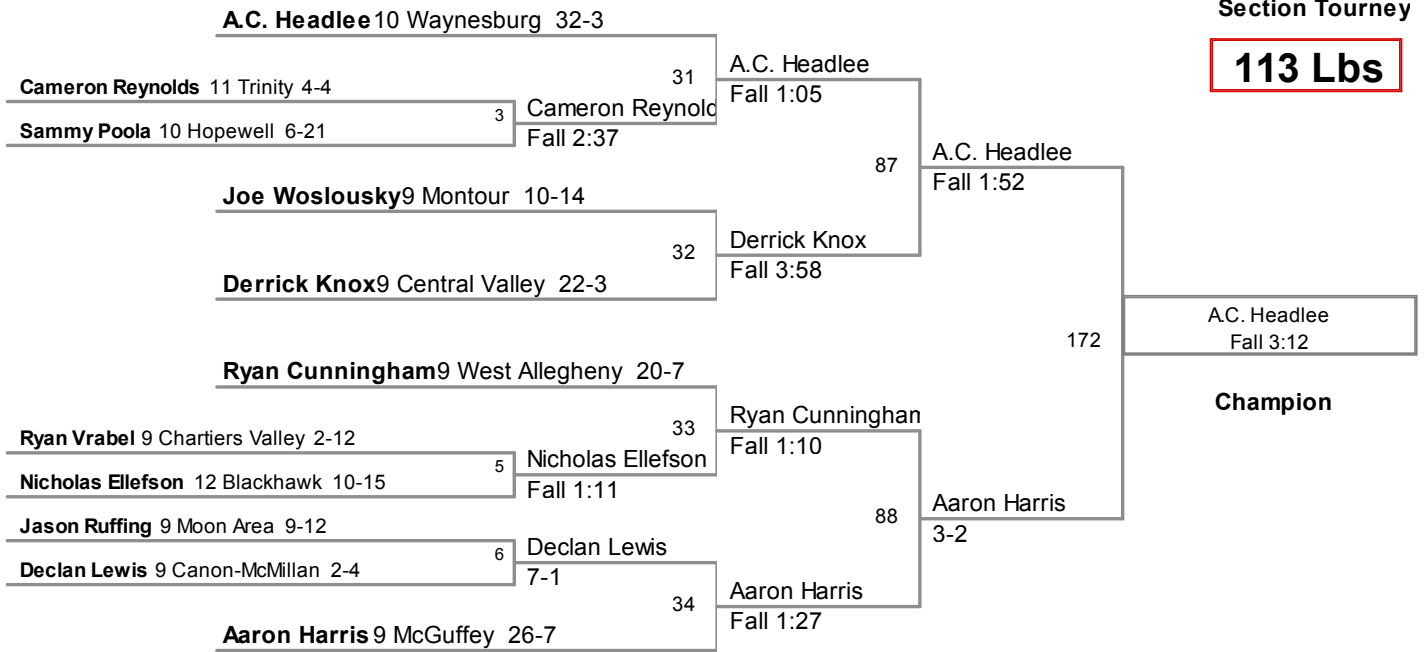 Section Tourney
113 Lbs
A.C. Headlee 10 Waynesburg 32-3
Cameron Reynolds 11 Trinity 4-4
Sammy Poola 10 Hopewell 6-21
3
Cameron Reynold
Fall 2:37
31
A.C. Headlee
Fall 1:05
Joe Woslousky 9 Montour 10-14
Derrick Knox 9 Central Valley 22-3
32
Derrick Knox
Fall 3:58
87
A.C. Headlee
Fall 1:52
Ryan Cunningham 9 West Allegheny 20-7
Ryan Vrabel 9 Chartiers Valley 2-12
Nicholas Ellefson 12 Blackhawk 10-15
5
Nicholas Ellefson
Fall 1:11
33
Ryan Cunningham
Fall 1:10
Jason Ruffing 9 Moon Area 9-12
Declan Lewis 9 Canon-McMillan 2-4
6
Declan Lewis
7-1
Aaron Harris 9 McGuffey 26-7
34
Aaron Harris
Fall 1:27
88
Aaron Harris
3-2
172
A.C. Headlee
Fall 3:12
Champion